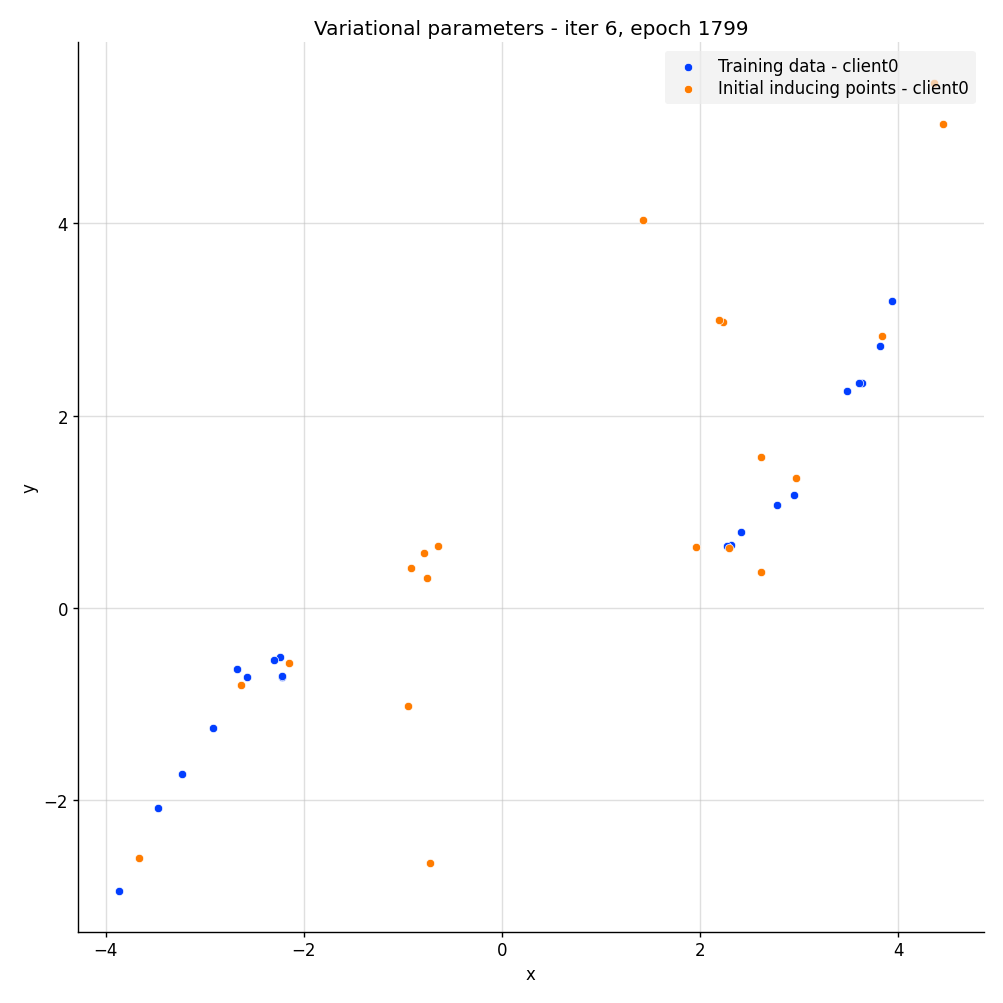 Variational parameters - iter 6, epoch 1799
Training data - client0
Initial inducing points - client0
4
2
0
−2
y
−4 −2 0 2 4
x